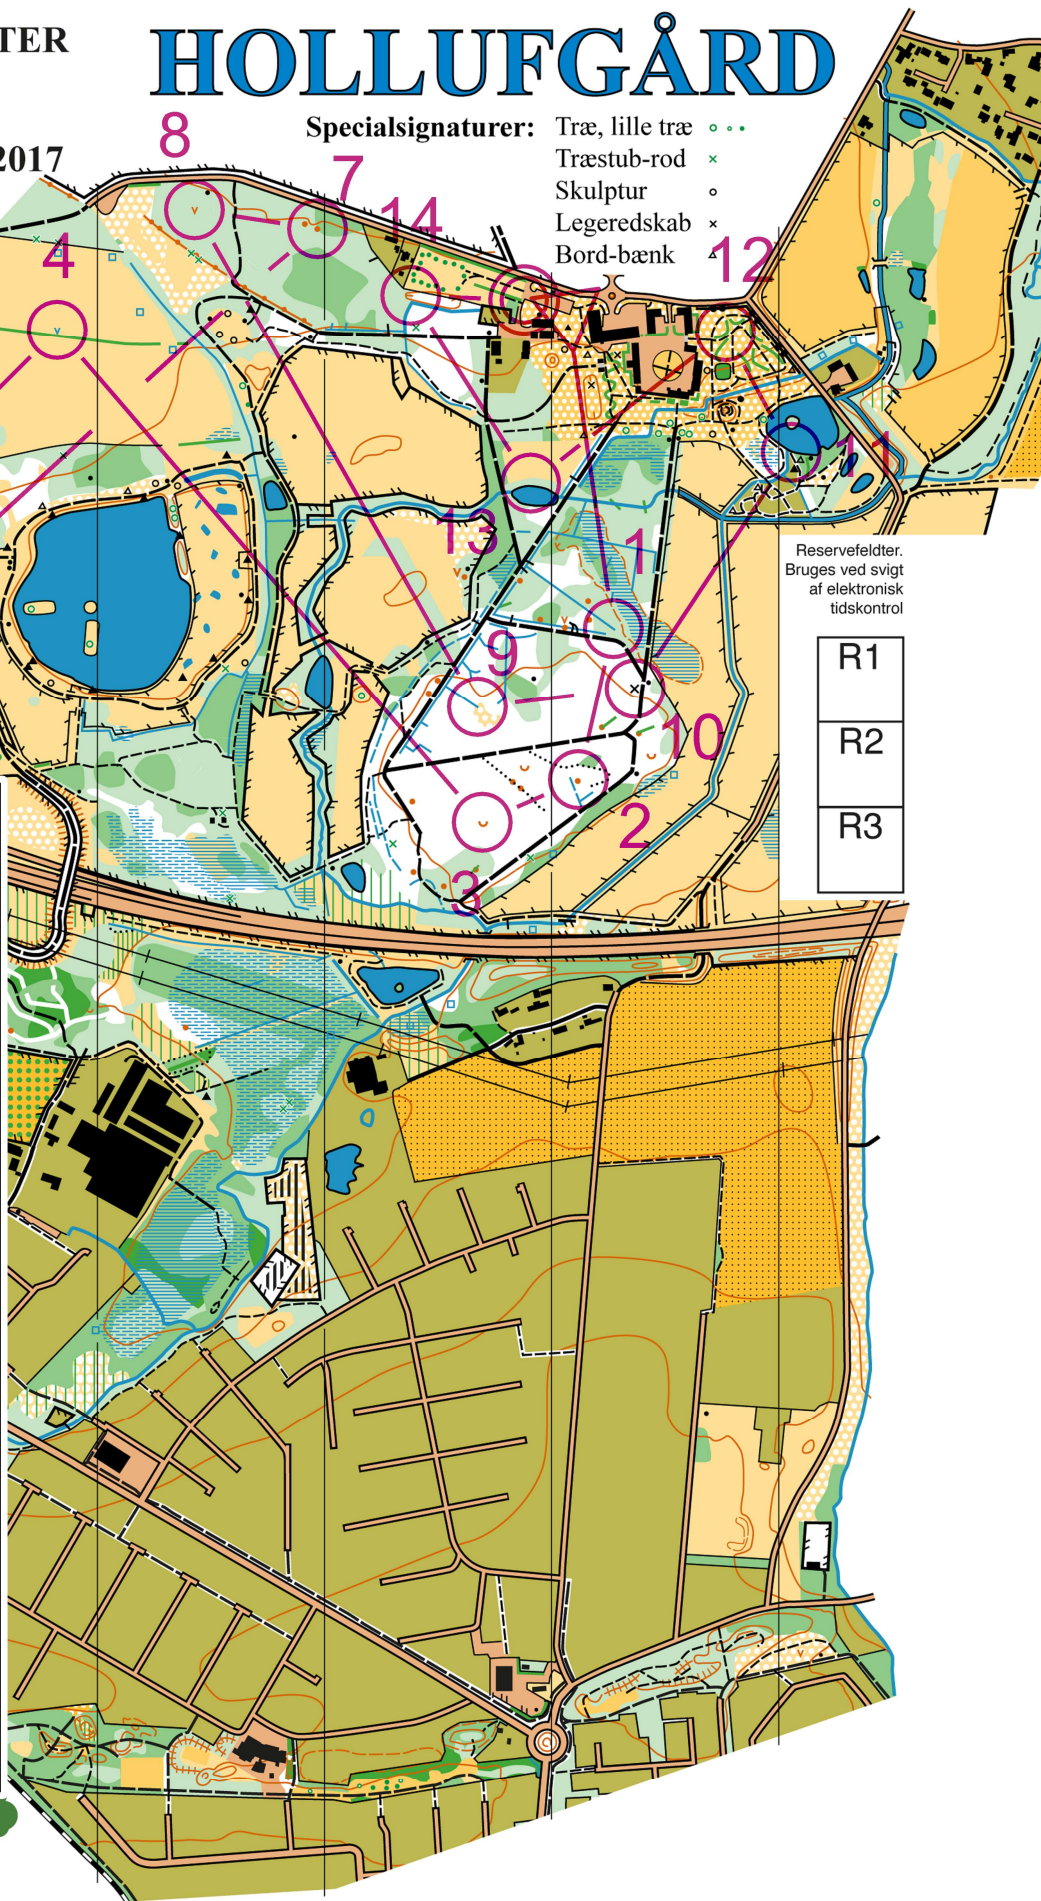 TER
HOLLUFGÅRD
2017
Specialsignaturer:
Træ, lille træ
Træstub-rod
Skulptur
Legeredskab
Bord-bænk
8
7
14
4
12
11
13
1
9
10
2
3
Reservefeldter.
Bruges ved svigt
af elektronisk
tidskontrol
R1
R2
R3